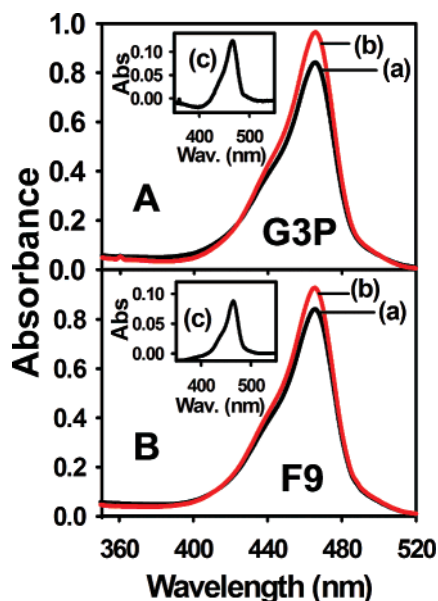 Absorbance
1.0
0.8
0.6
0.4
0.2
0.0
Abs
0.10
0.05
0.00
(c)
400 500
Wav. (nm)
(b)
(a)
A
G3P
0.8
0.6
0.4
0.2
0.0
Abs
0.10
0.05
0.00
(c)
400 500
Wav. (nm)
(b)
(a)
B
F9
360 400 440 480 520
Wavelength (nm)